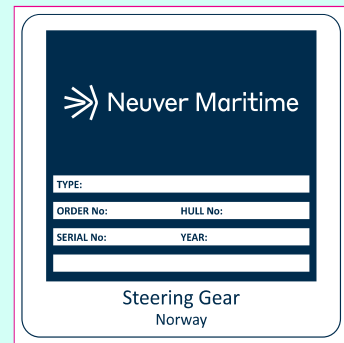 Neuver Maritime
TYPE:
ORDER No: HULL No:
SERIAL No: YEAR:
Steering Gear
Norway